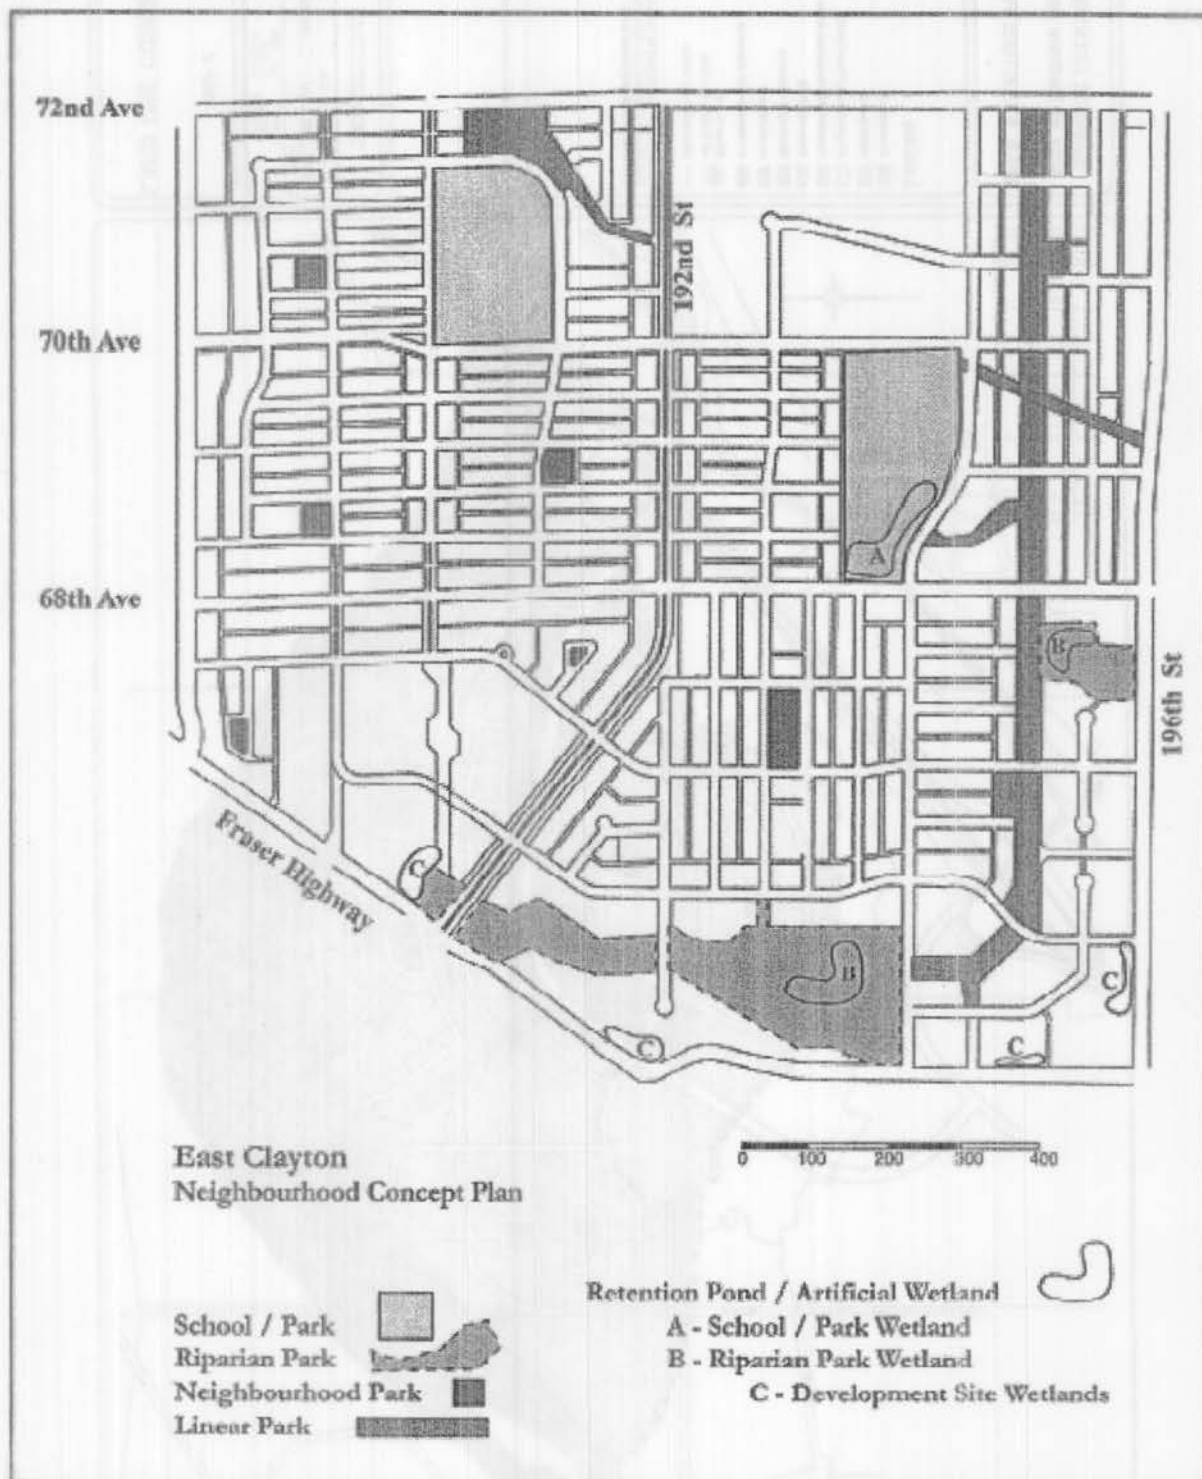 72nd Ave
192nd St
70th Ave
A
68th Ave
B
196th St
Fraser Highway
C
B
C
C
C
East Clayton
Neighbourhood Concept Plan
0 100 200 300 400
School / Park
Riparian Park
Neighbourhood Park
Linear Park
Retention Pond / Artificial Wetland
A - School / Park Wetland
B - Riparian Park Wetland
C - Development Site Wetlands